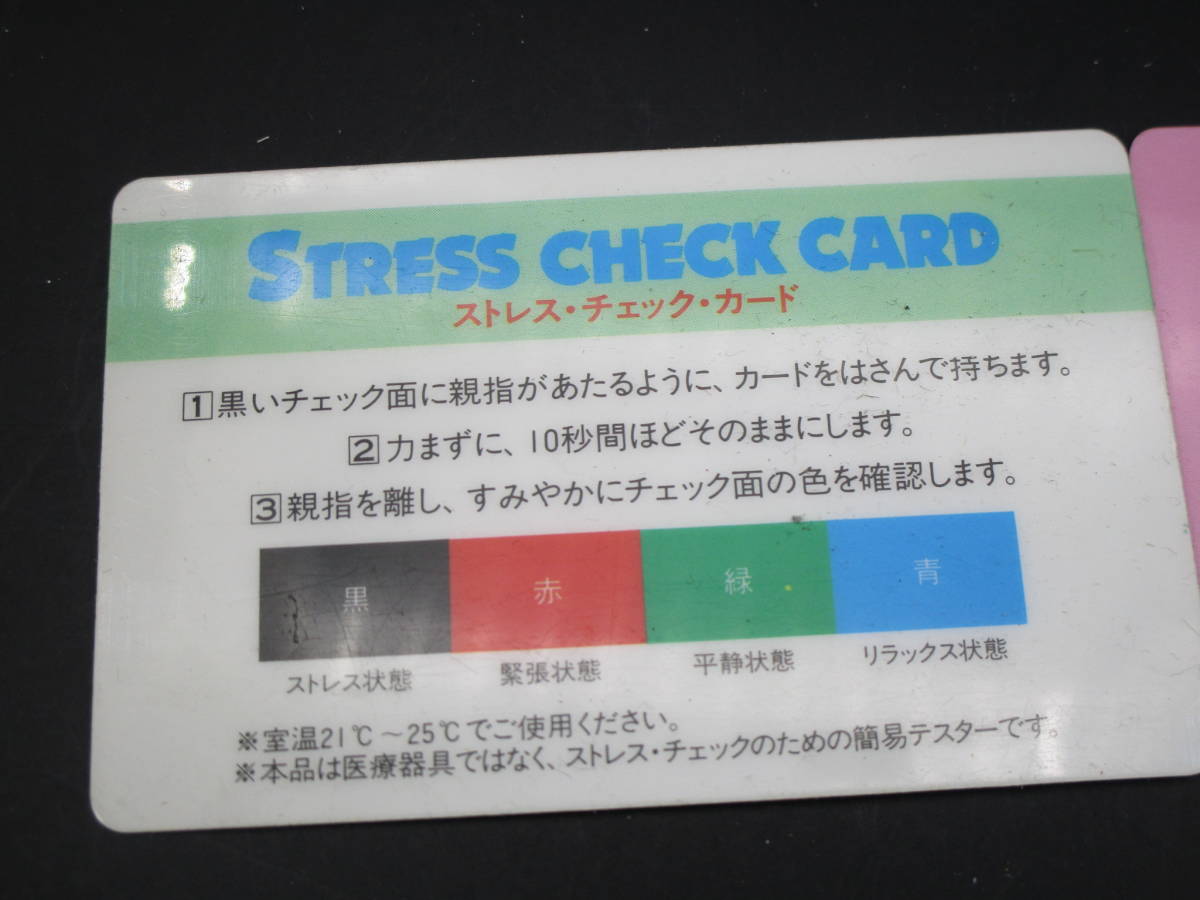 STRESS CHECK CARD
ストレス・チェック・カード
1 黒いチェック面に親指があたるように、カードをはさんで持ちます。
2 力まずに、10秒間ほどそのままにします。
3 親指を離し、すみやかにチェック面の色を確認します。
黒 赤 緑 青
ストレス状態 緊張状態 平静状態 リラックス状態
※室温21℃～25℃でご使用ください。
※本品は医療器具ではなく、ストレス・チェックのための簡易テスターです。